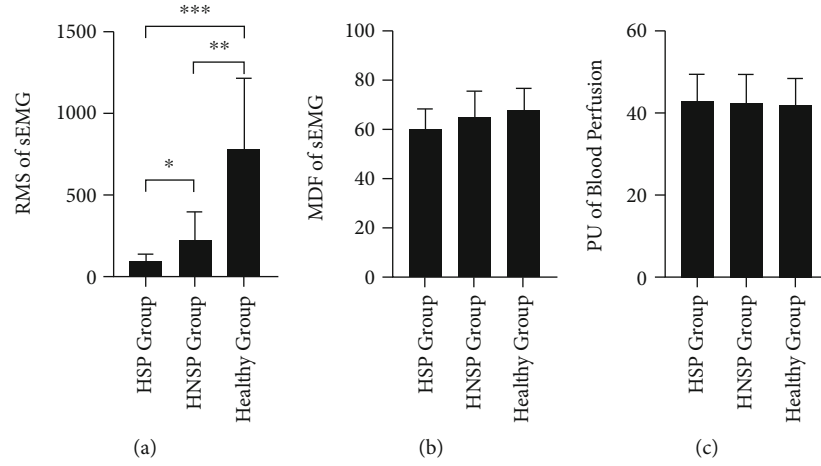 RMS of sEMG
1500
1000
500
0
***
**
*
HSP Group
HNSP Group
Healthy Group
(a)
MDF of sEMG
100
80
60
40
20
0
HSP Group
HNSP Group
Healthy Group
(b)
PU of Blood Perfusion
60
40
20
0
HSP Group
HNSP Group
Healthy Group
(c)